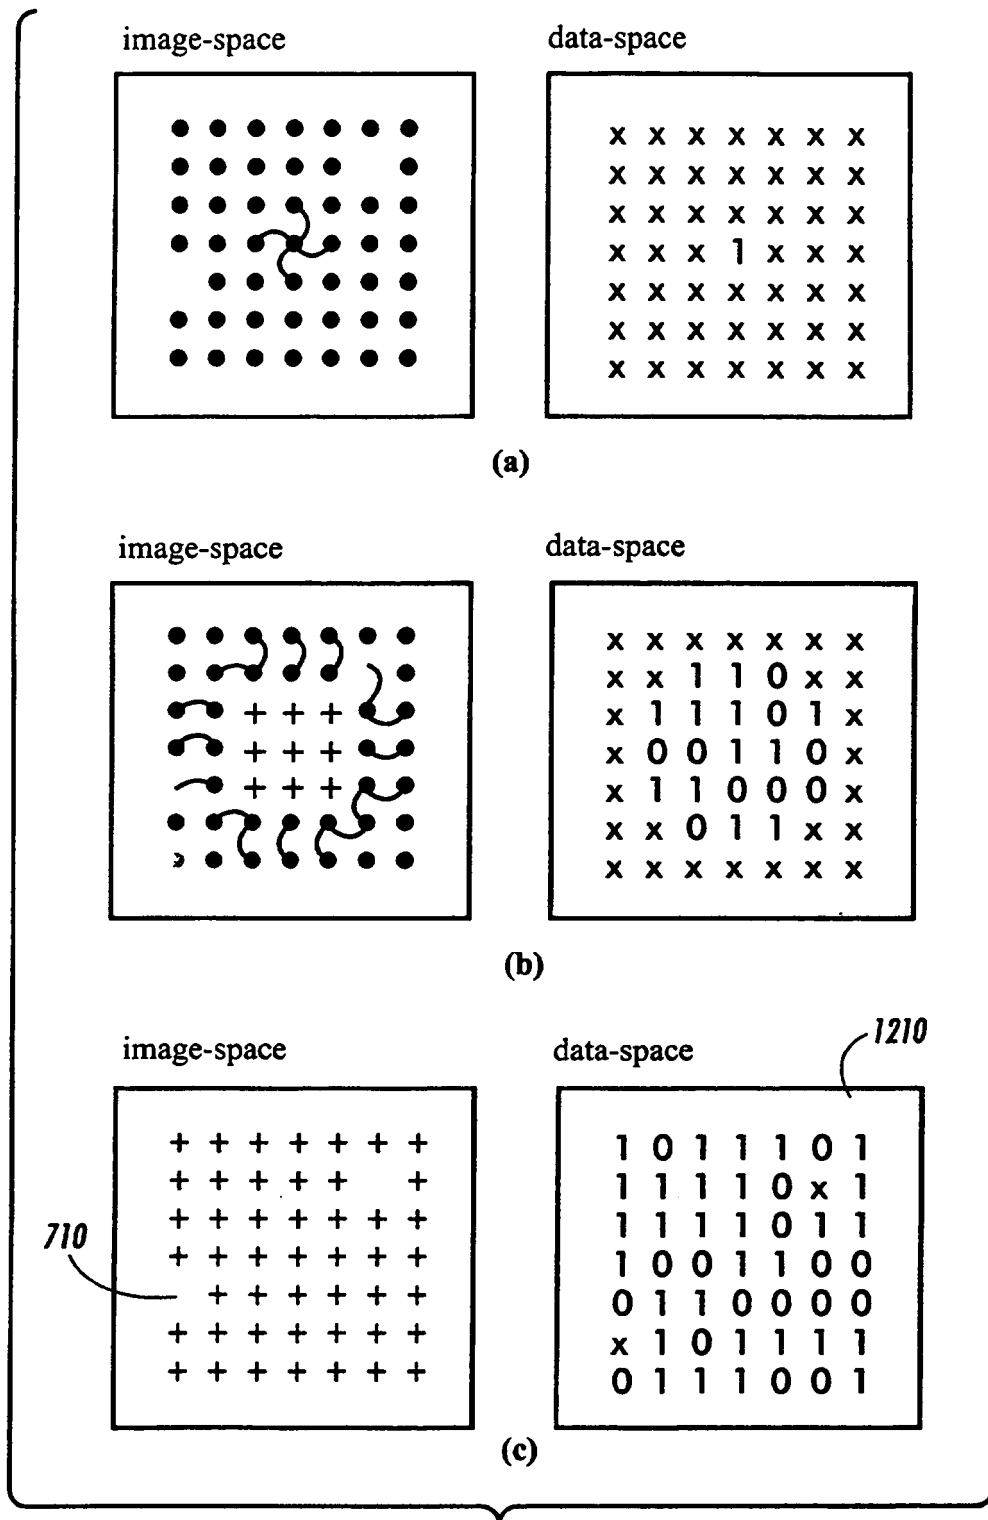 image-space data-space
x x x x x x x
x x x x x x x
x x x x x x x
x x x 1 x x x
x x x x x x x
x x x x x x x
x x x x x x x
(a)
image-space data-space
x x x x x x x
x x 1 1 0 x x
x 1 1 1 0 1 x
x 0 0 1 1 0 x
x 1 1 0 0 0 x
x x 0 1 1 x x
x x x x x x x
(b)
1210
image-space data-space
+ + + + + + + 1 0 1 1 1 0 1
+ + + + + + 1 1 1 1 0 x 1
710
+ + + + + + + 1 1 1 1 0 1 1
+ + + + + + + 1 0 0 1 1 0 0
+ + + + + + 0 1 1 0 0 0 0
+ + + + + + + x 1 0 1 1 1 1
+ + + + + + + 0 1 1 1 0 0 1
(c)